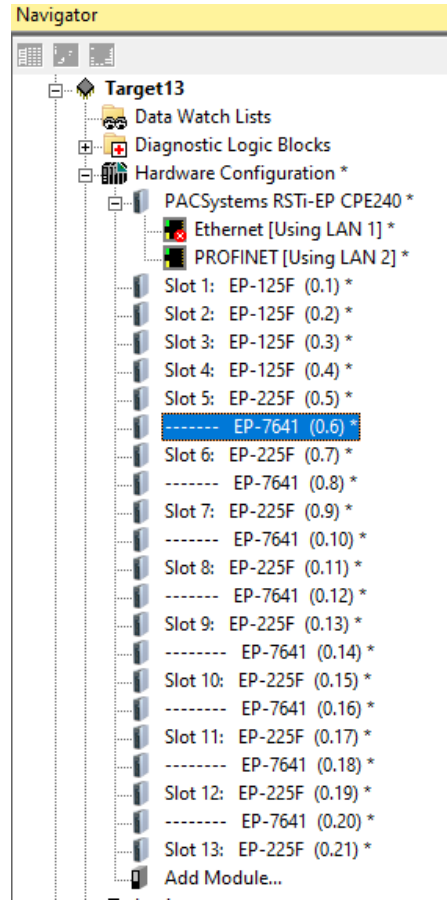 Navigator
Target13
Data Watch Lists
Diagnostic Logic Blocks
Hardware Configuration *
PACSystems RSTi-EP CPE240 *
Ethernet [Using LAN 1] *
PROFINET [Using LAN 2] *
Slot 1: EP-125F (0.1) *
Slot 2: EP-125F (0.2) *
Slot 3: EP-125F (0.3) *
Slot 4: EP-125F (0.4) *
Slot 5: EP-225F (0.5) *
------- EP-7641 (0.6) *
Slot 6: EP-225F (0.7) *
------- EP-7641 (0.8) *
Slot 7: EP-225F (0.9) *
------- EP-7641 (0.10) *
Slot 8: EP-225F (0.11) *
------- EP-7641 (0.12) *
Slot 9: EP-225F (0.13) *
-------- EP-7641 (0.14) *
Slot 10: EP-225F (0.15) *
-------- EP-7641 (0.16) *
Slot 11: EP-225F (0.17) *
-------- EP-7641 (0.18) *
Slot 12: EP-225F (0.19) *
-------- EP-7641 (0.20) *
Slot 13: EP-225F (0.21) *
Add Module...